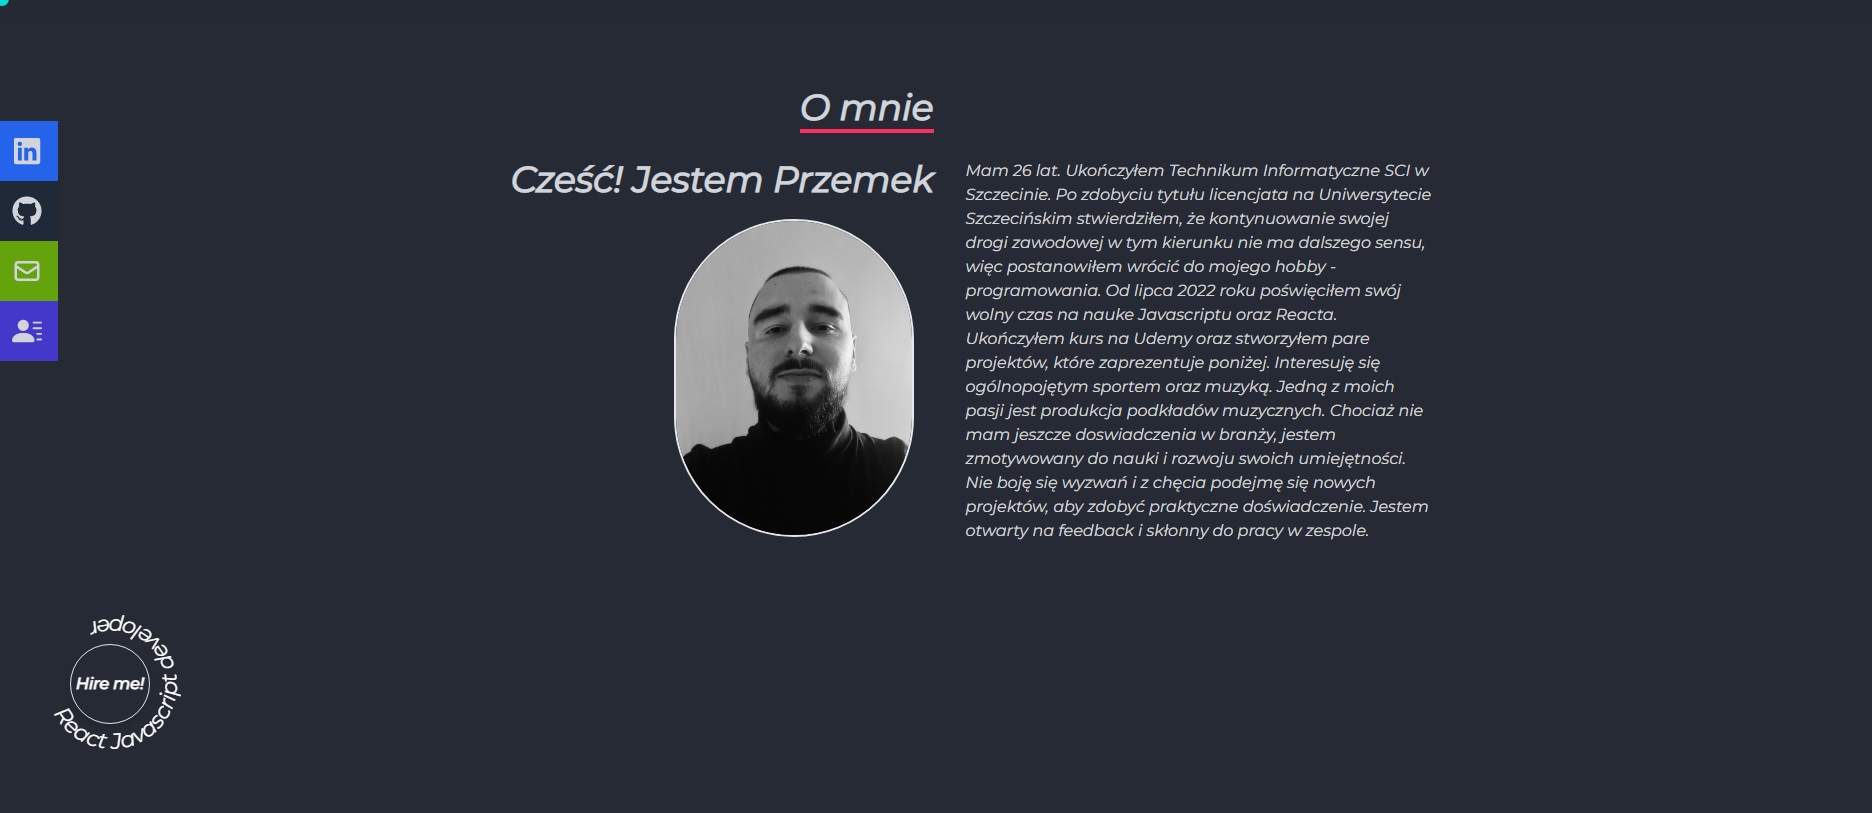 O mnie
Cześć! Jestem Przemek
Mam 26 lat. Ukończyłem Technikum Informatyczne SCI w
Szczecinie. Po zdobyciu tytułu licencjata na Uniwersytecie
Szczecińskim stwierdziłem, że kontynuowanie swojej
drogi zawodowej w tym kierunku nie ma dalszego sensu,
więc postanowiłem wrócić do mojego hobby -
programowania. Od lipca 2022 roku poświęciłem swój
wolny czas na nauke Javascriptu oraz Reacta.
Ukończyłem kurs na Udemy oraz stworzyłem pare
projektów, które zaprezentuje poniżej. Interesuję się
ogólnopojętym sportem oraz muzyką. Jedną z moich
pasji jest produkcja podkładów muzycznych. Chociaż nie
mam jeszcze doswiadczenia w branży, jestem
zmotywowany do nauki i rozwoju swoich umiejętności.
Nie boję się wyzwań i z chęcia podejmę się nowych
projektów, aby zdobyć praktyczne doświadczenie. Jestem
otwarty na feedback i skłonny do pracy w zespole.
in
React Javascript developer
Hire me!